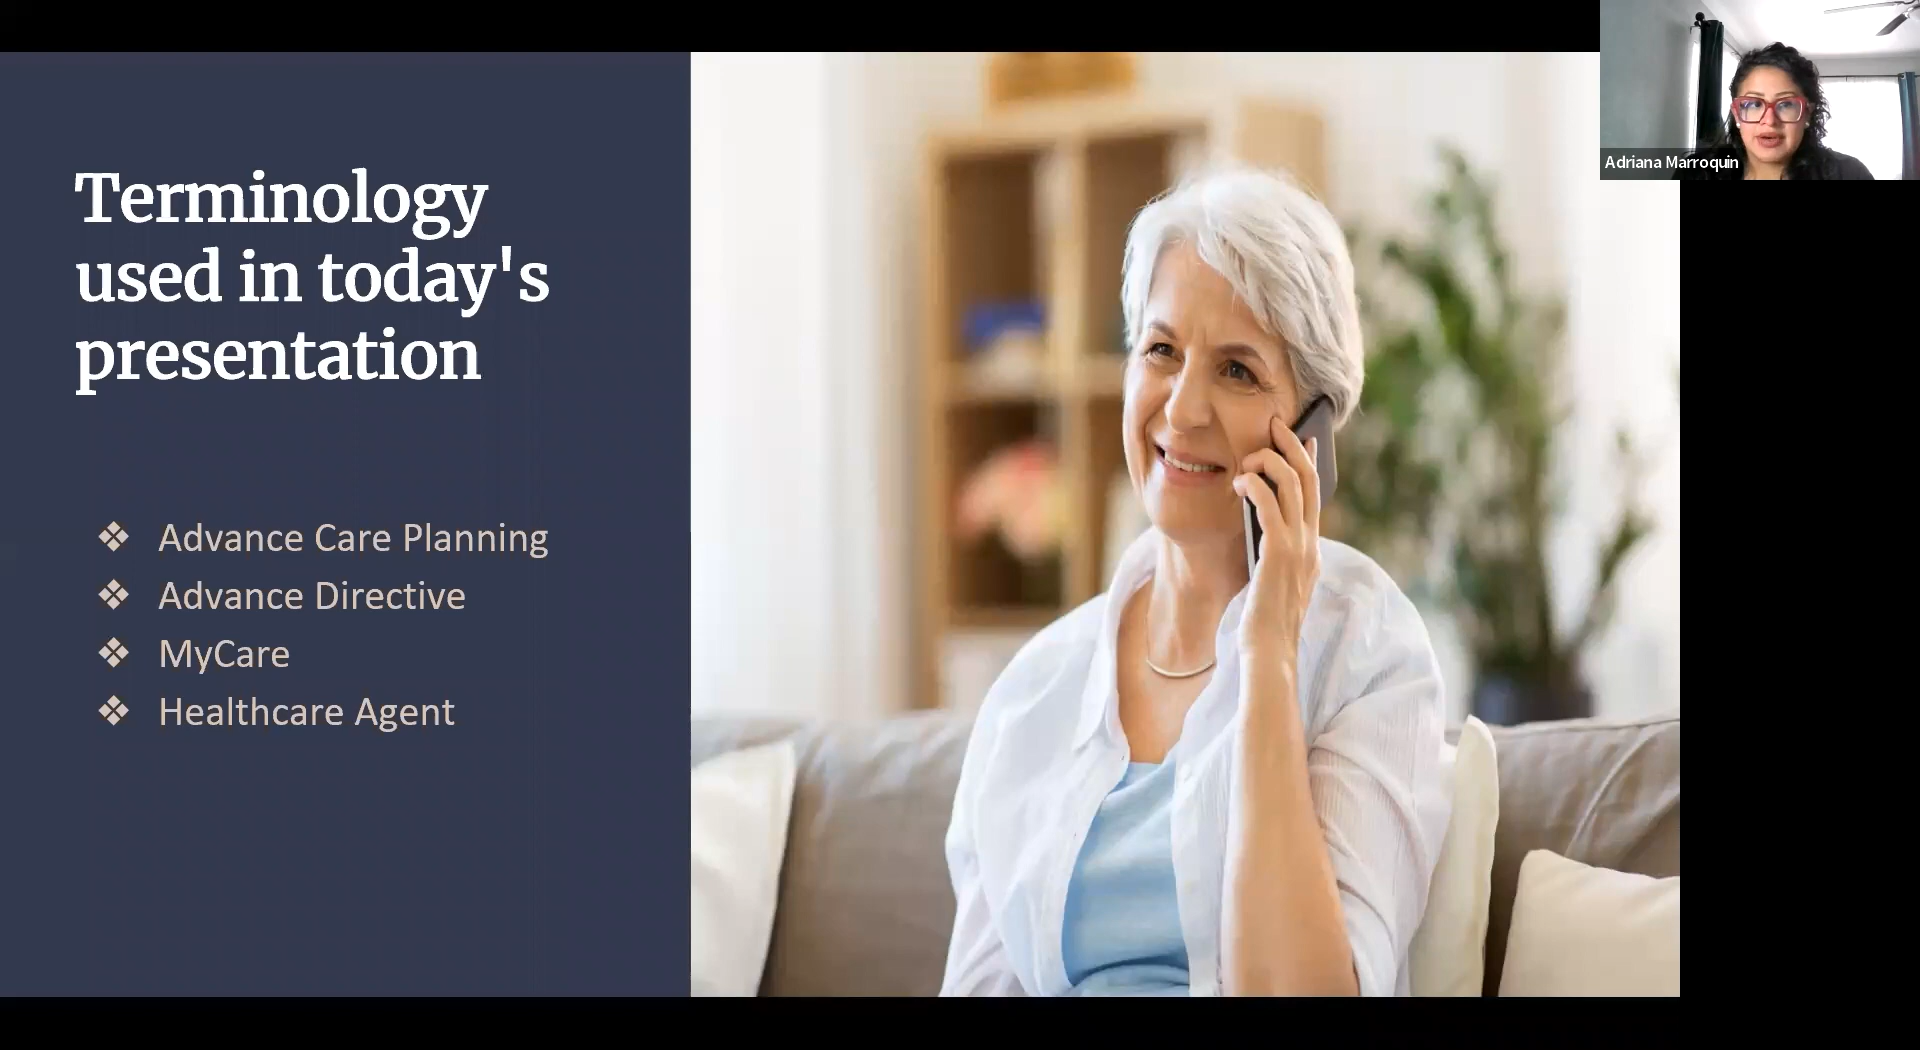 Terminology
used in today's
presentation
Advance Care Planning
Advance Directive
MyCare
Healthcare Agent
Adriana Marroquin